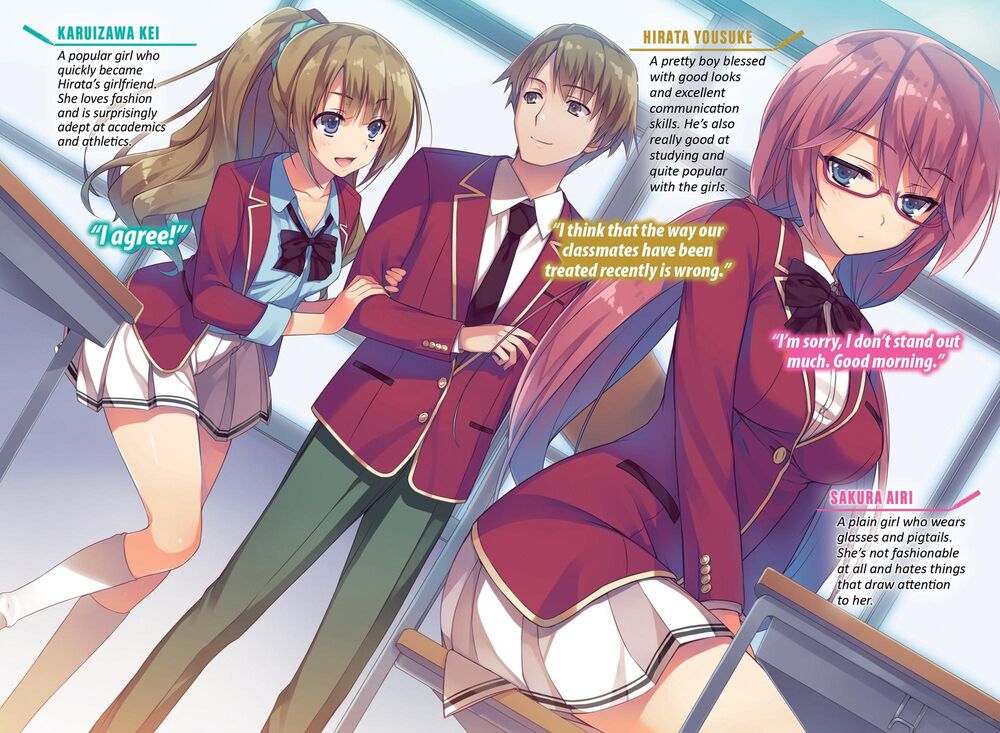 KARUIZAWA KEI
A popular girl who
quickly became
Hirata's girlfriend.
She loves fashion
and is surprisingly
adept at academics
and athletics.
"I agree!"
HIRATA YOUSUKE
A pretty boy blessed
with good looks
and excellent
communication
skills. He's also
really good at
studying and
quite popular
with the girls.
"I think that the way our
classmates have been
treated recently is wrong."
"I'm sorry, I don't stand out
much. Good morning."
SAKURA AIRI
A plain girl who wears
glasses and pigtails.
She's not fashionable
at all and hates things
that draw attention
to her.